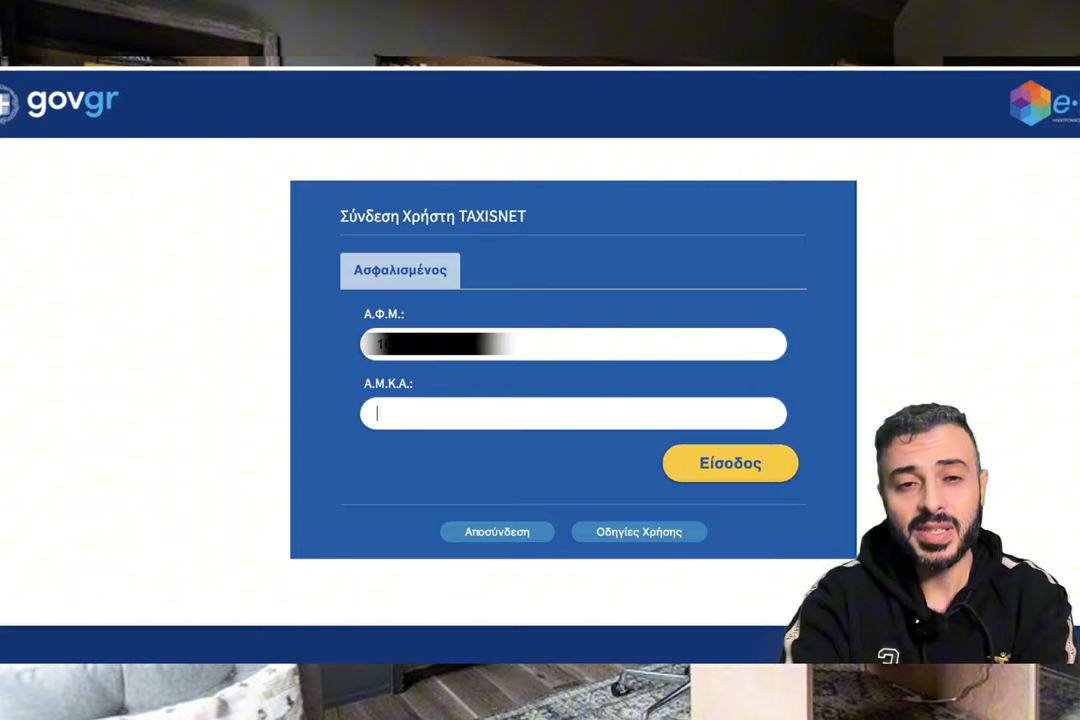 govgr
e-
Σύνδεση Χρήστη TAXISNET
Ασφαλισμένος
Α.Φ.Μ.:
Α.Μ.Κ.Α.:
Είσοδος
Αποσύνδεση
Οδηγίες Χρήσης